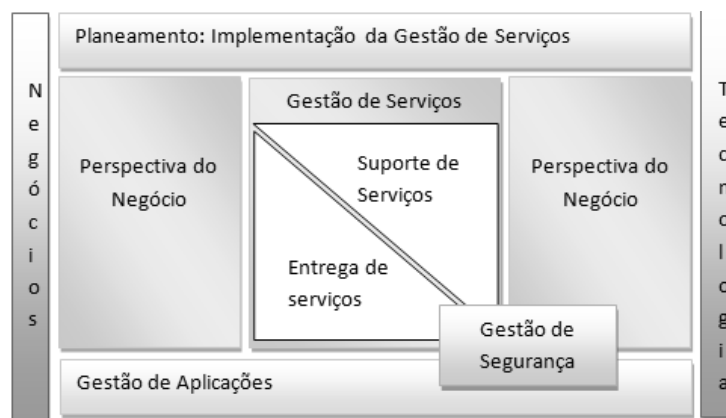 Planeamento: Implementação da Gestão de Serviços
N
e
g
ó
c
i
o
s
Perspectiva do
Negócio
Gestão de Serviços
Suporte de
Serviços
Entrega de
serviços
Perspectiva do
Negócio
Gestão de
Segurança
Gestão de Aplicações
T
e
c
n
o
l
o
g
i
a